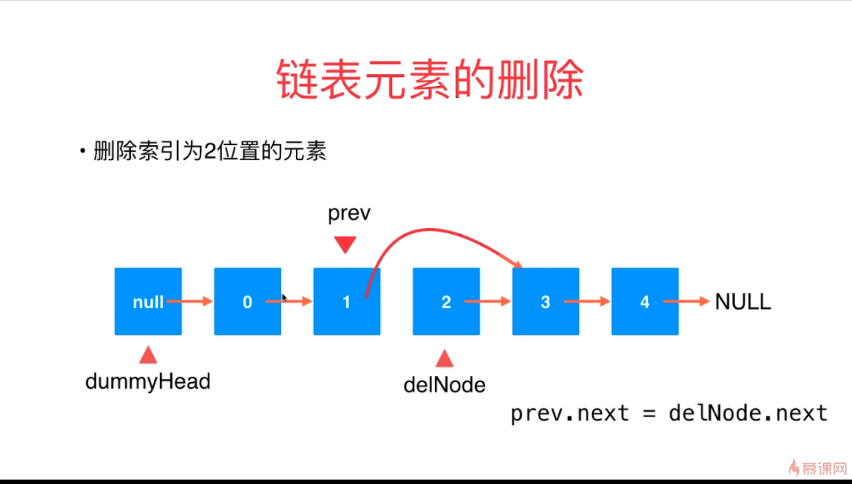 链表元素的删除
• 删除索引为2位置的元素
prev
null 0 1 2 3 4 NULL
dummyHead
delNode
prev.next = delNode.next
慕课网